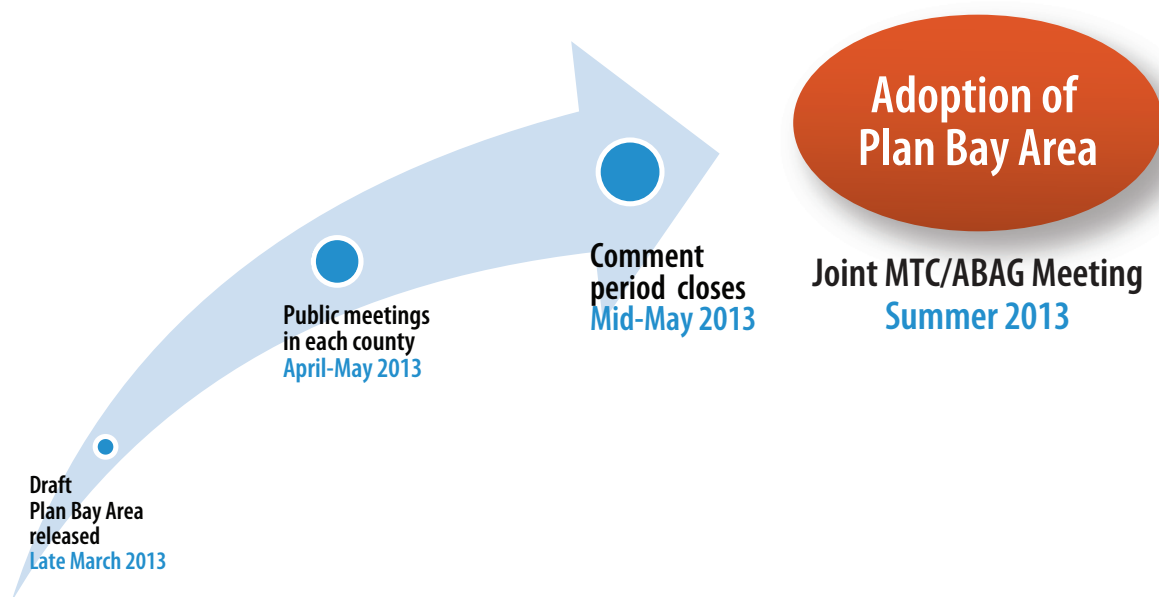 Adoption of
Plan Bay Area
Joint MTC/ABAG Meeting
Summer 2013
Comment
period closes
Mid-May 2013
Public meetings
in each county
April-May 2013
Draft
Plan Bay Area
released
Late March 2013